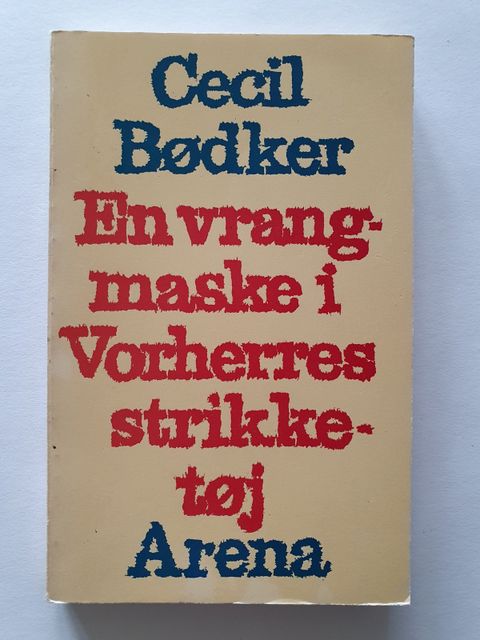 Cecil
Bødker
En vrang-
maske i
Vorherres
strikke-
tøj
Arena